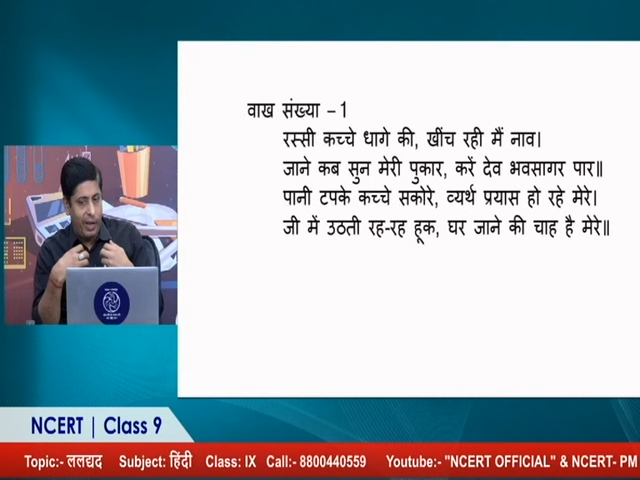 वाख संख्या – 1
रस्सी कच्चे धागे की, खींच रही मैं नाव।
जाने कब सुन मेरी पुकार, करें देव भवसागर पार॥
पानी टपके कच्चे सकोरे, व्यर्थ प्रयास हो रहे मेरे।
जी में उठती रह-रह हूक, घर जाने की चाह है मेरे॥
NCERT | Class 9
Topic:- ललद्यद Subject: हिंदी Class: IX Call:- 8800440559 Youtube:- "NCERT OFFICIAL" & NCERT- PM